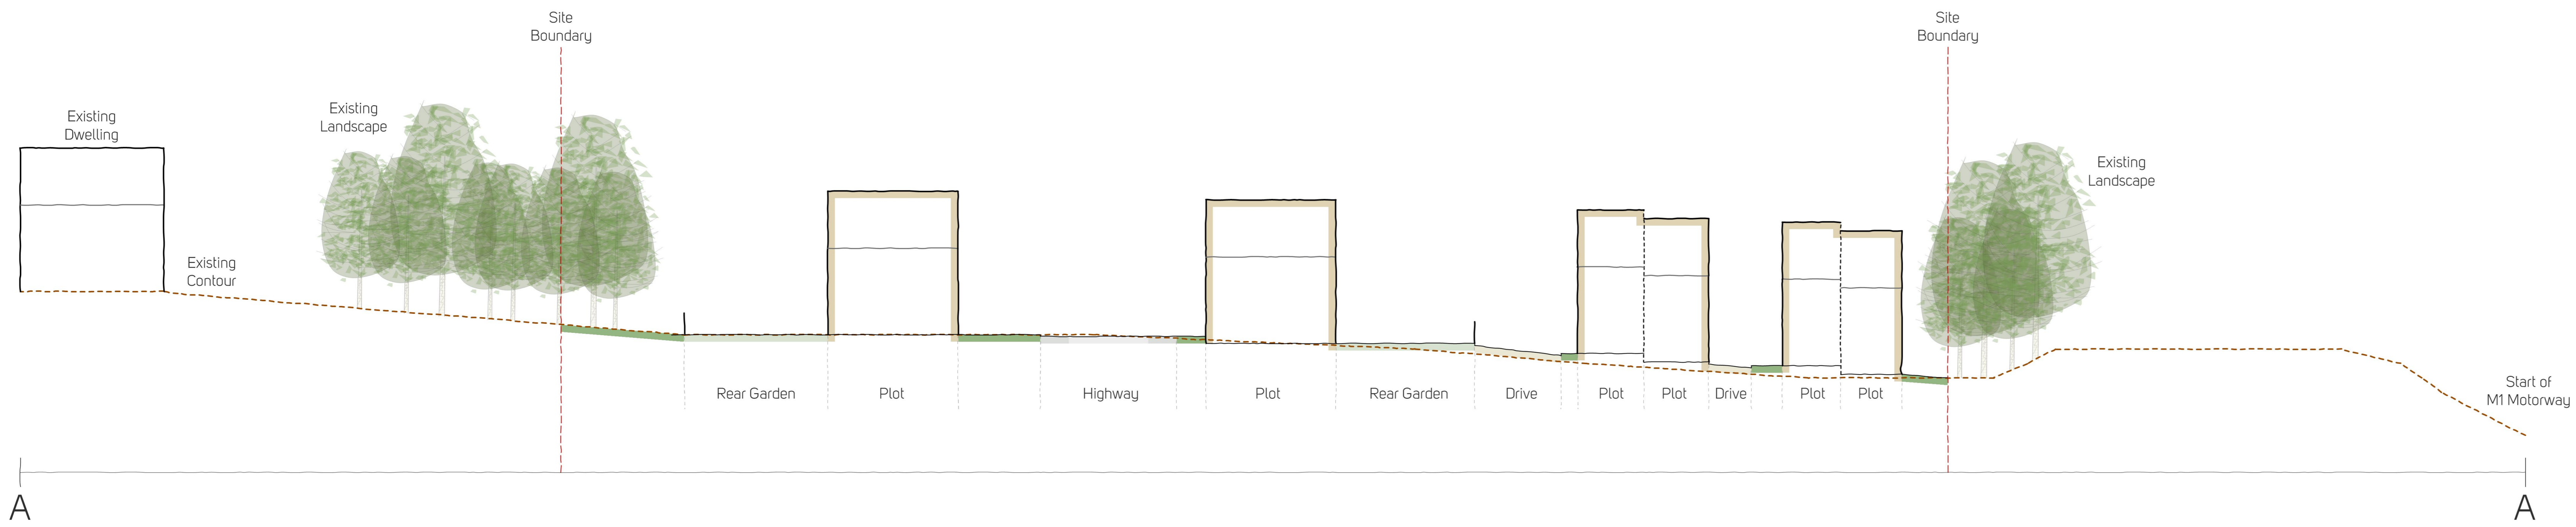 Site
Boundary
Site
Boundary
Existing
Dwelling
Existing
Landscape
Existing
Landscape
Existing
Contour
Rear Garden
Plot
Highway
Plot
Rear Garden
Drive
Plot
Plot
Drive
Plot
Plot
Start of
M1 Motorway
A
A